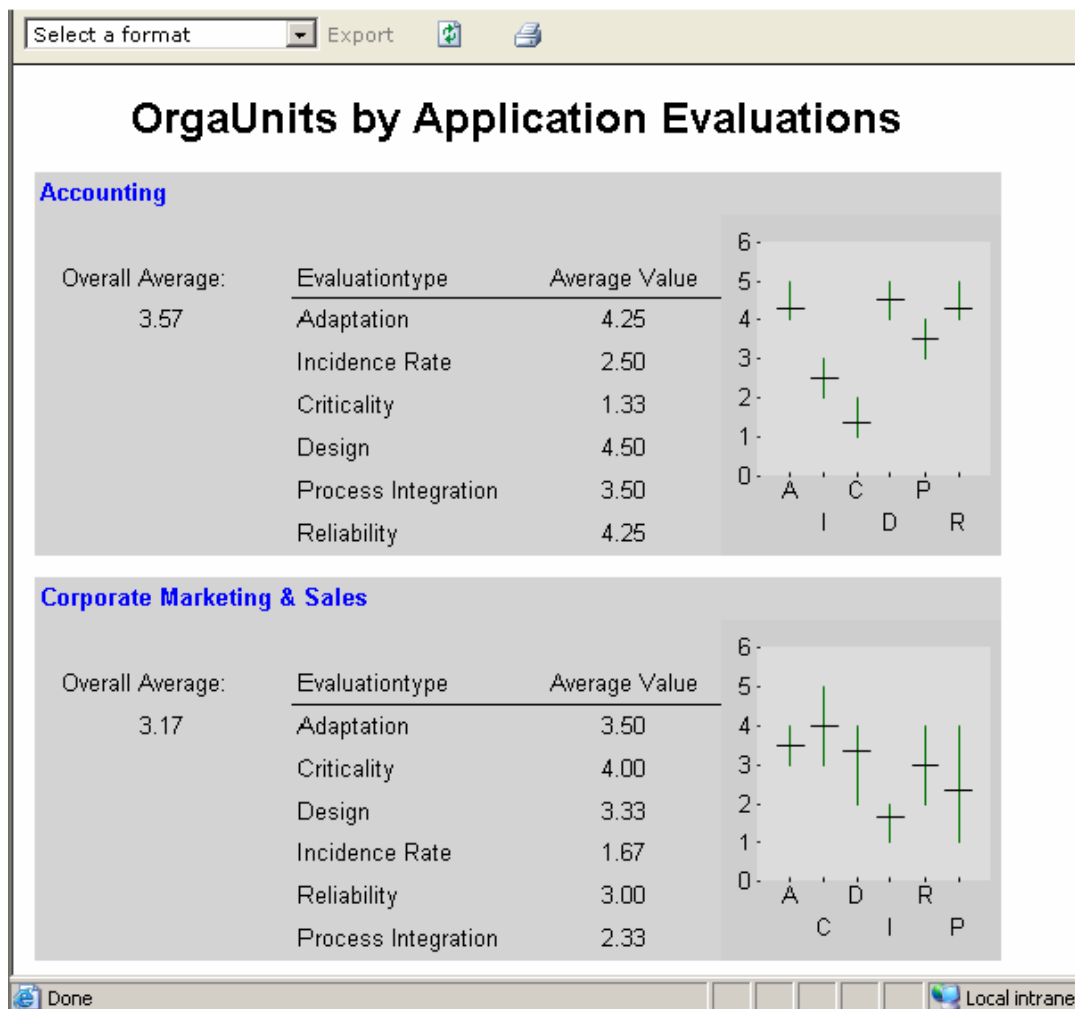 Select a format Export
OrgaUnits by Application Evaluations
Accounting
Overall Average: Evaluationtype Average Value
3.57 Adaptation 4.25
Incidence Rate 2.50
Criticality 1.33
Design 4.50
Process Integration 3.50
Reliability 4.25
6
5
4
3
2
1
0
A C P
I D R
Corporate Marketing & Sales
Overall Average: Evaluationtype Average Value
3.17 Adaptation 3.50
Criticality 4.00
Design 3.33
Incidence Rate 1.67
Reliability 3.00
Process Integration 2.33
6
5
4
3
2
1
0
A D R
C I P
Done Local intrane